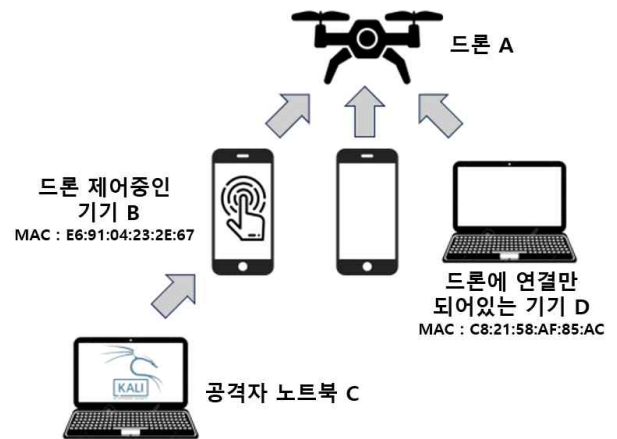 드론 A
드론 제어중인
기기 B
MAC : E6:91:04:23:2E:67
드론에 연결만
되어있는 기기 D
MAC : C8:21:58:AF:85:AC
KALI
공격자 노트북 C